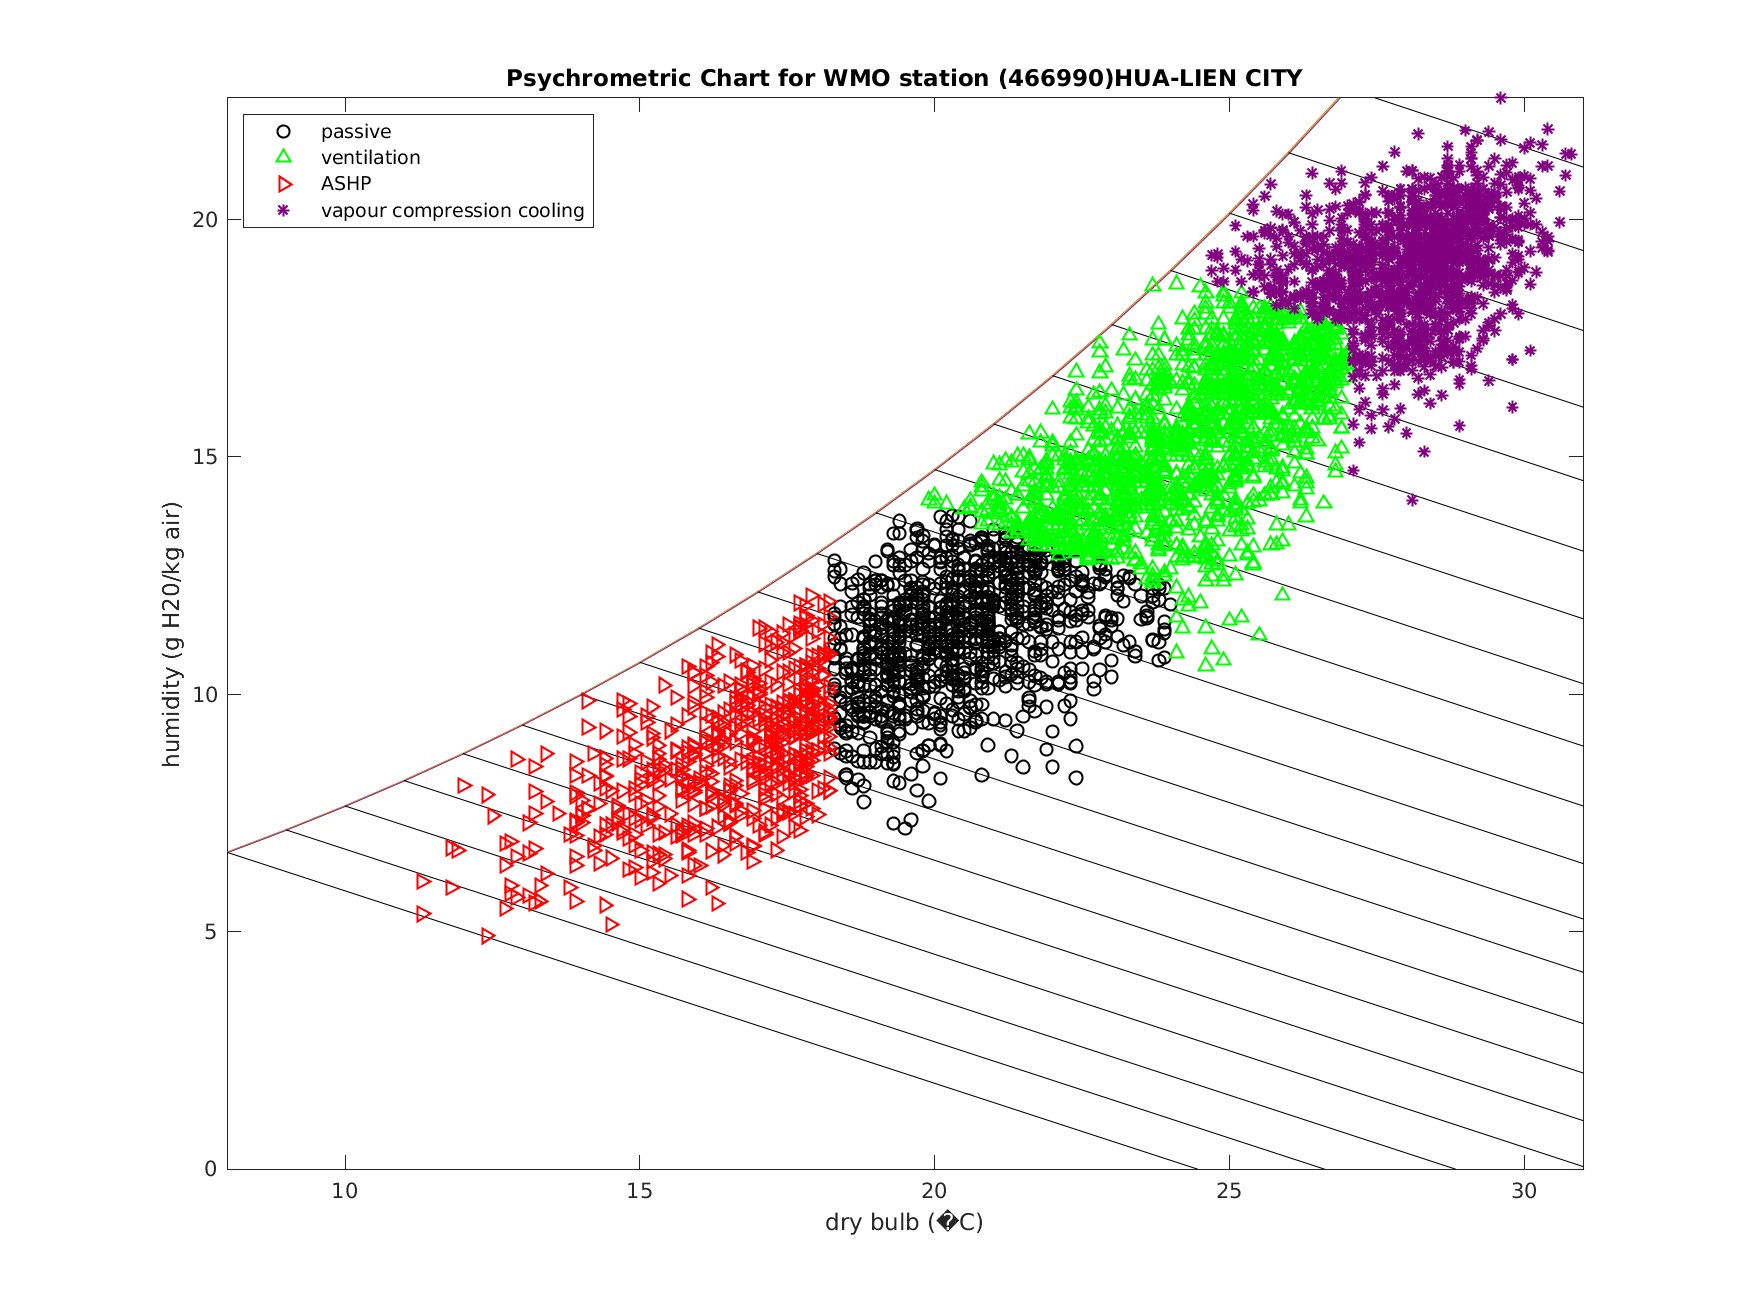 Psychrometric Chart for WMO station (466990)HUA-LIEN CITY
passive
ventilation
ASHP
vapour compression cooling
20
15
10
5
0
humidity (g H20/kg air)
10
15
20
25
30
dry bulb (�C)